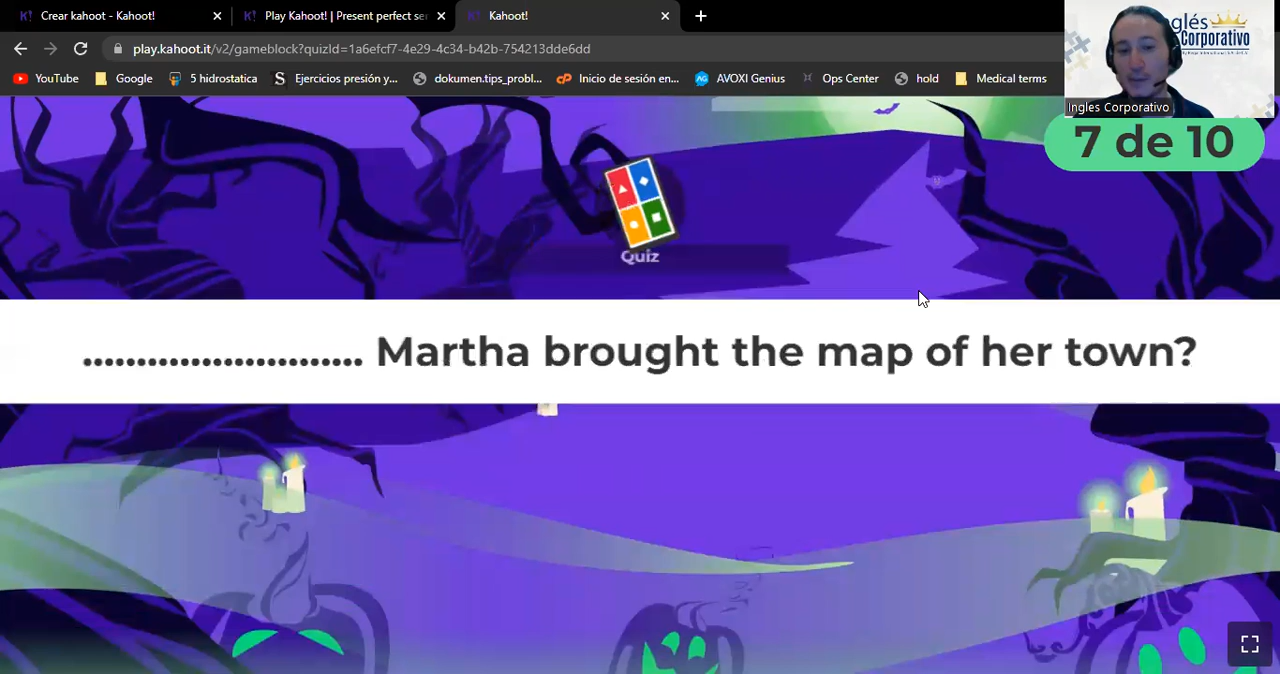 Crear kahoot - Kahoot!
Play Kahoot! | Present perfect se
Kahoot!
play.kahoot.it/v2/gameblock?quizId=1a6efcf7-4e29-4c34-b42b-754213dde6dd
YouTube
Google
5 hidrostatica
Ejercicios presión y...
dokumen.tips_probl...
Inicio de sesión en...
AVOXI Genius
Ops Center
hold
Medical terms
Inglés
Corporativo
Ingles Corporativo
7 de 10
Quiz
............................ Martha brought the map of her town?